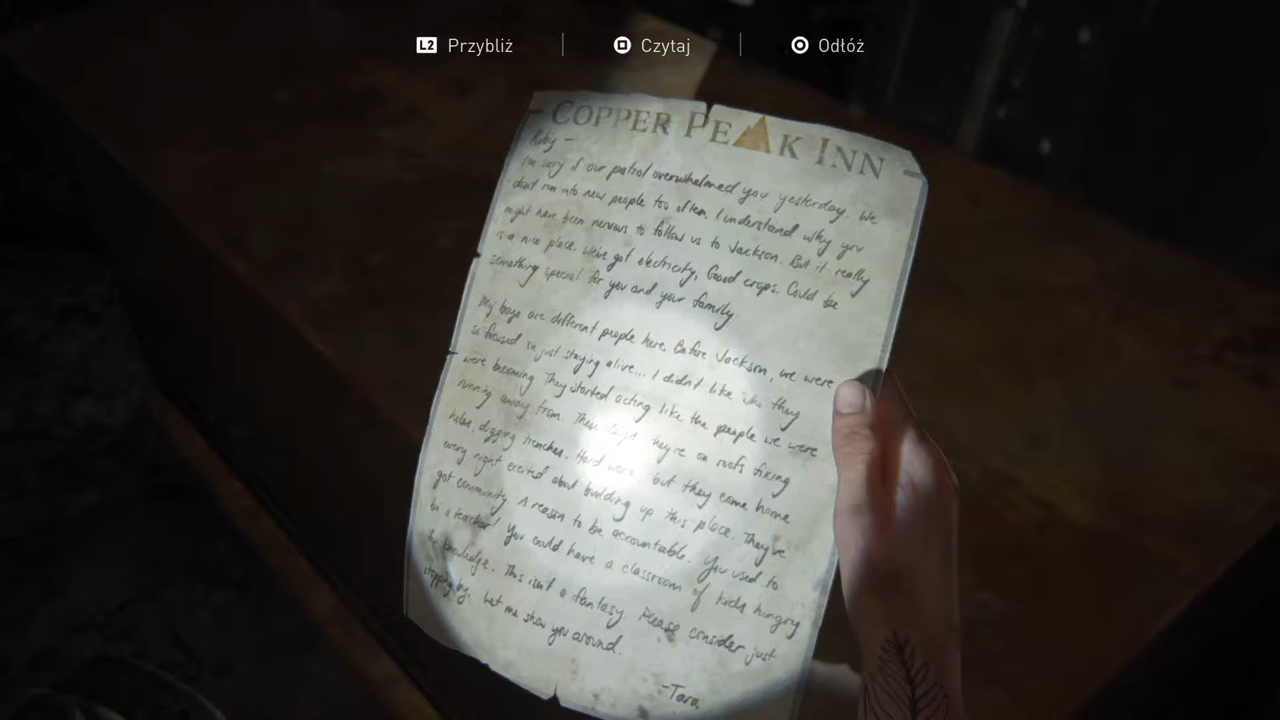 L2 Przybliż
Czytaj
Odłóż
COPPER PEAK INN
Ruby -
I'm sorry if our patrol overwhelmed you yesterday. We
don't run into new people too often. I understand why you
might have been nervous to follow us to Jackson. But it really
is a nice place. We've got electricity, Good crops. Could be
something special for you and your family
My boys are different people here. Before Jackson, we were
so focused on just staying alive... I didn't like who they
were becoming. They started acting like the people we were
running away from. These days they're on roofs fixing
holes, digging trenches. Hard work but they come home
every night excited about building up this place. They've
got community. A reason to be accountable. You used to
be a teacher! You could have a classroom of kids hungry
for knowledge. This isn't a fantasy. Please consider just
stopping by. Let me show you around.
-Tara